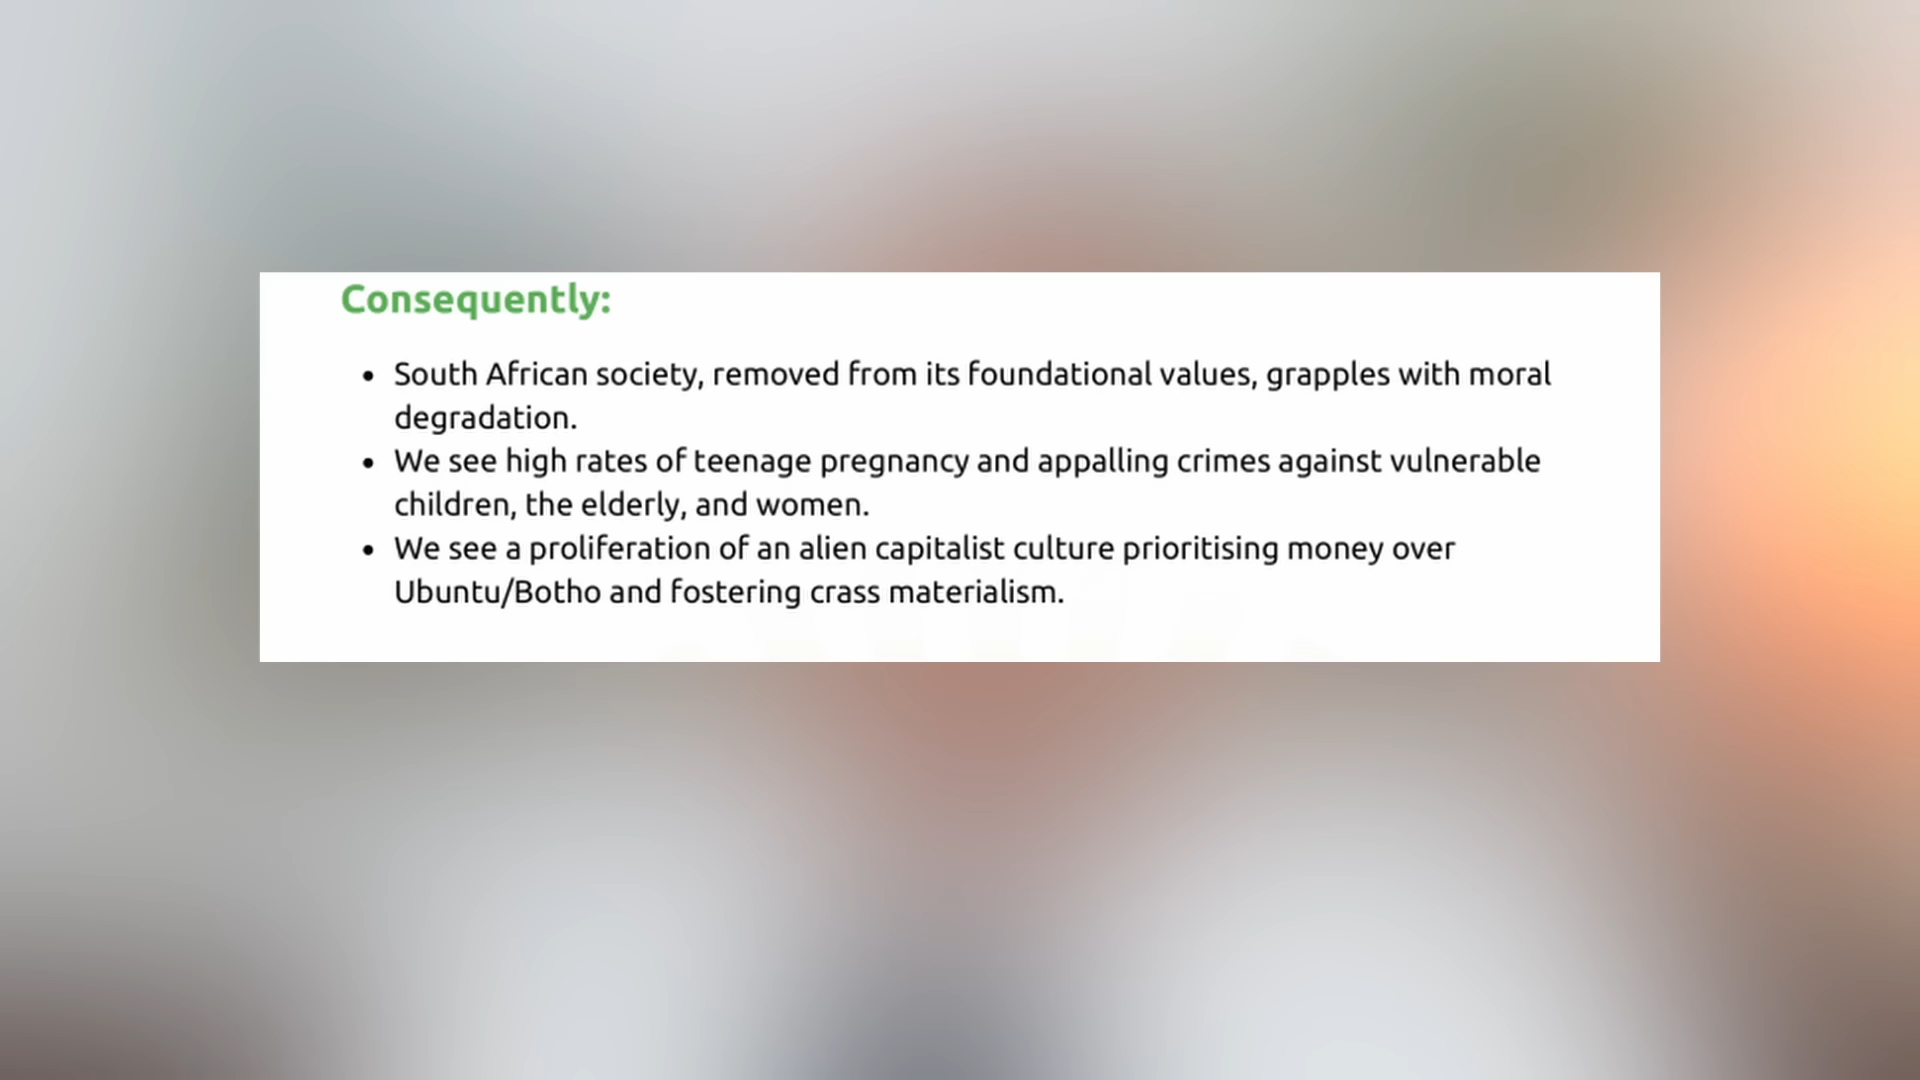 Consequently:
• South African society, removed from its foundational values, grapples with moral
degradation.
• We see high rates of teenage pregnancy and appalling crimes against vulnerable
children, the elderly, and women.
• We see a proliferation of an alien capitalist culture prioritising money over
Ubuntu/Botho and fostering crass materialism.